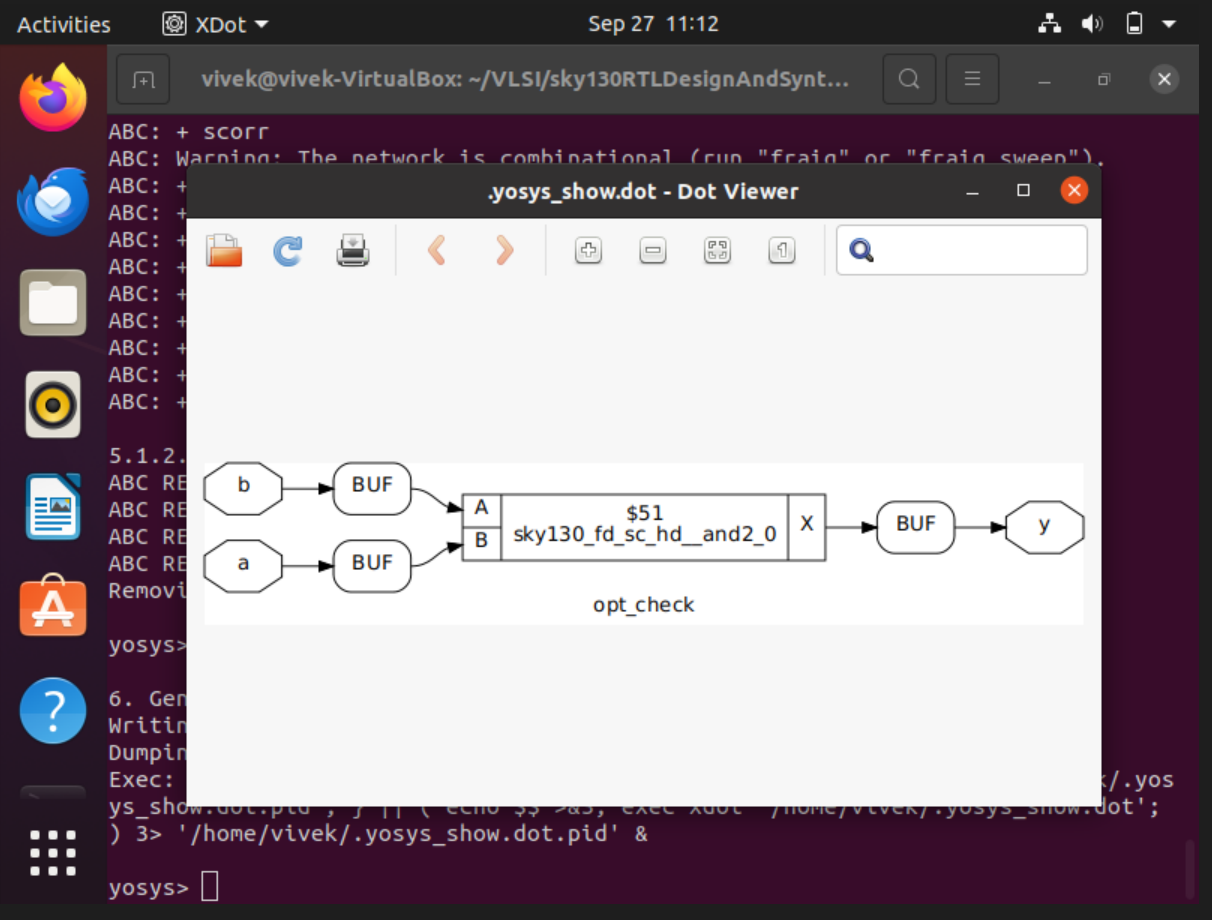 Activities XDot Sep 27 11:12
vivek@vivek-VirtualBox: ~/VLSI/sky130RTLDesignAndSynt...
ABC: + scorr
ABC: Warning: The network is combinational (run "fraig" or "fraig_sweep").
.yosys_show.dot - Dot Viewer
ABC: +
ABC: +
ABC: +
ABC: +
ABC: +
ABC: +
ABC: +
ABC: +
ABC: +
5.1.2.
ABC RE
ABC RE
ABC RE
ABC RE
Removi
yosys>
6. Gen
Writin
Dumpin
Exec:
b BUF A $51 X BUF y
a BUF B sky130_fd_sc_hd__and2_0
opt_check
k/.yos
ys_show.dot.pid'; } || ( echo $$ >&3; exec xdot '/home/vivek/.yosys_show.dot';
) 3> '/home/vivek/.yosys_show.dot.pid' &
yosys>